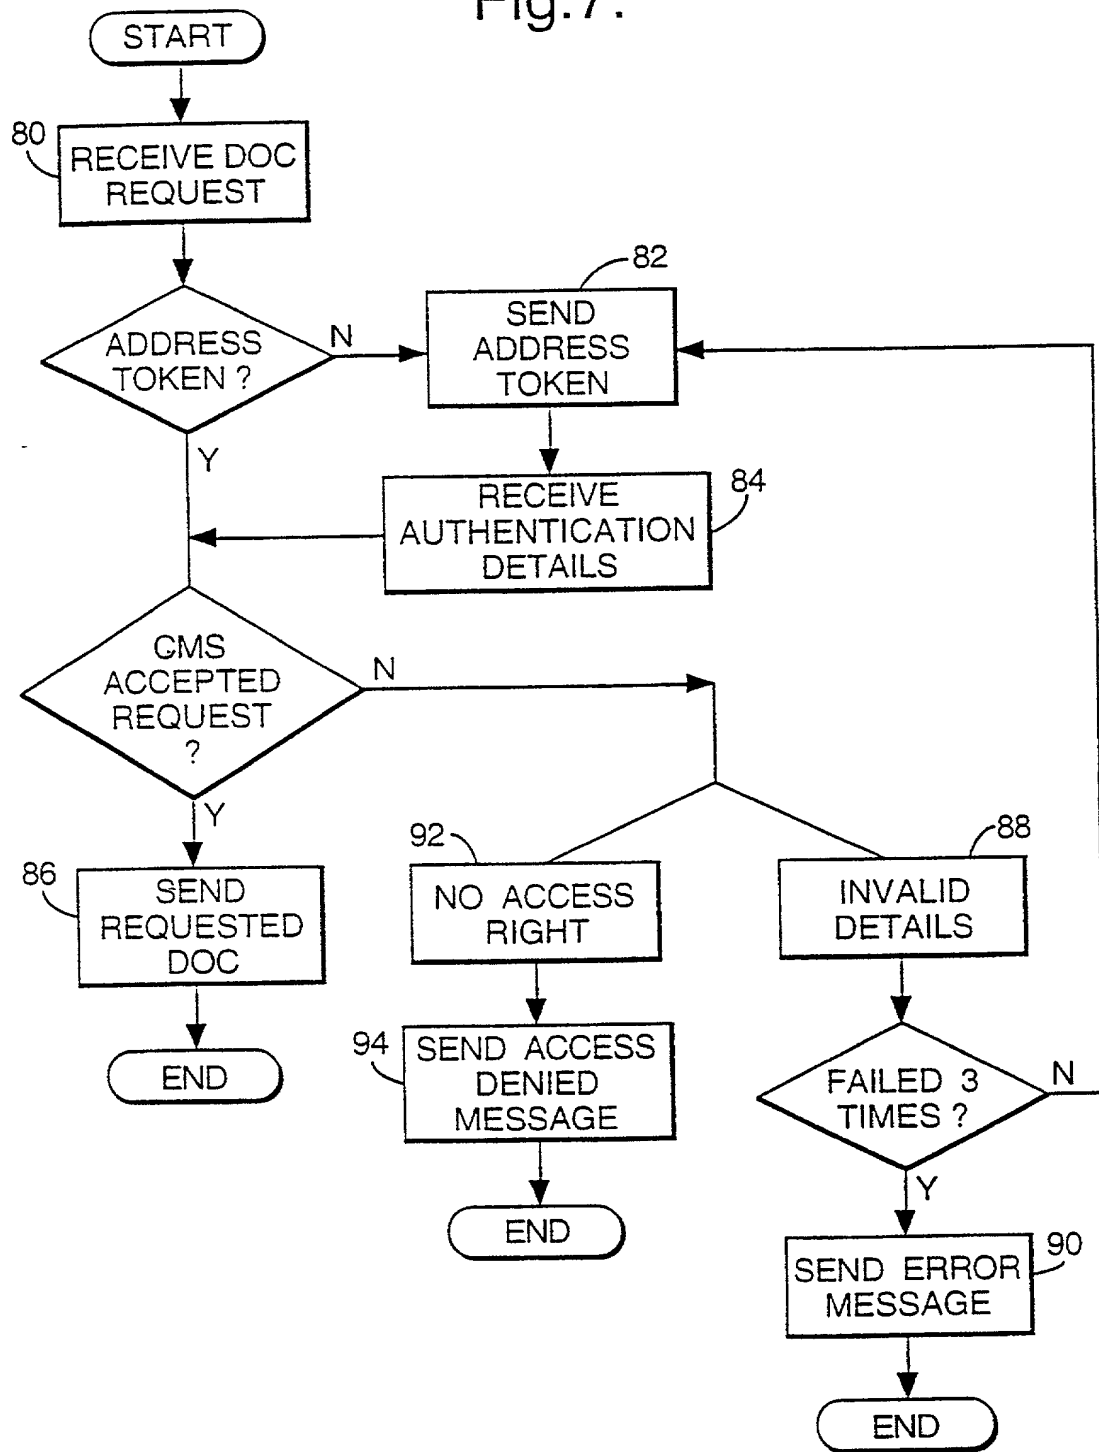 Fig.7.
START
80
RECEIVE DOC
REQUEST
82
SEND
ADDRESS
TOKEN
ADDRESS
TOKEN ?
N
Y
84
RECEIVE
AUTHENTICATION
DETAILS
CMS
ACCEPTED
REQUEST
?
N
Y
86
SEND
REQUESTED
DOC
END
92
NO ACCESS
RIGHT
94
SEND ACCESS
DENIED
MESSAGE
END
88
INVALID
DETAILS
FAILED 3
TIMES ?
N
Y
90
SEND ERROR
MESSAGE
END